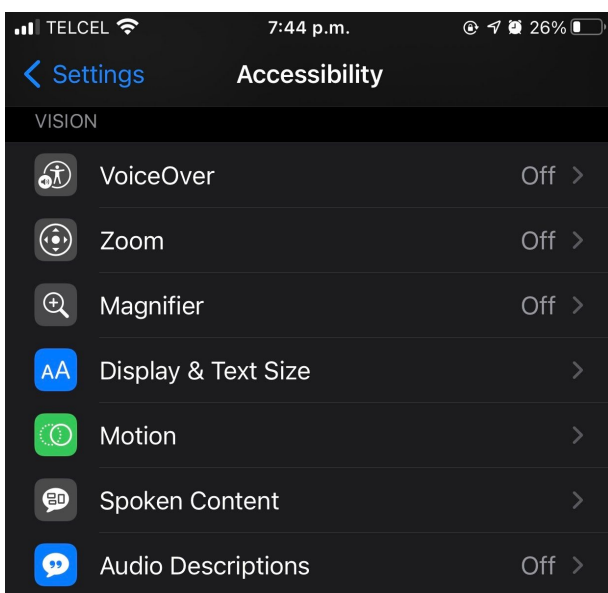 TELCEL 7:44 p.m. 26%
Settings Accessibility
VISION
VoiceOver Off
Zoom Off
Magnifier Off
AA Display & Text Size
Motion
Spoken Content
Audio Descriptions Off